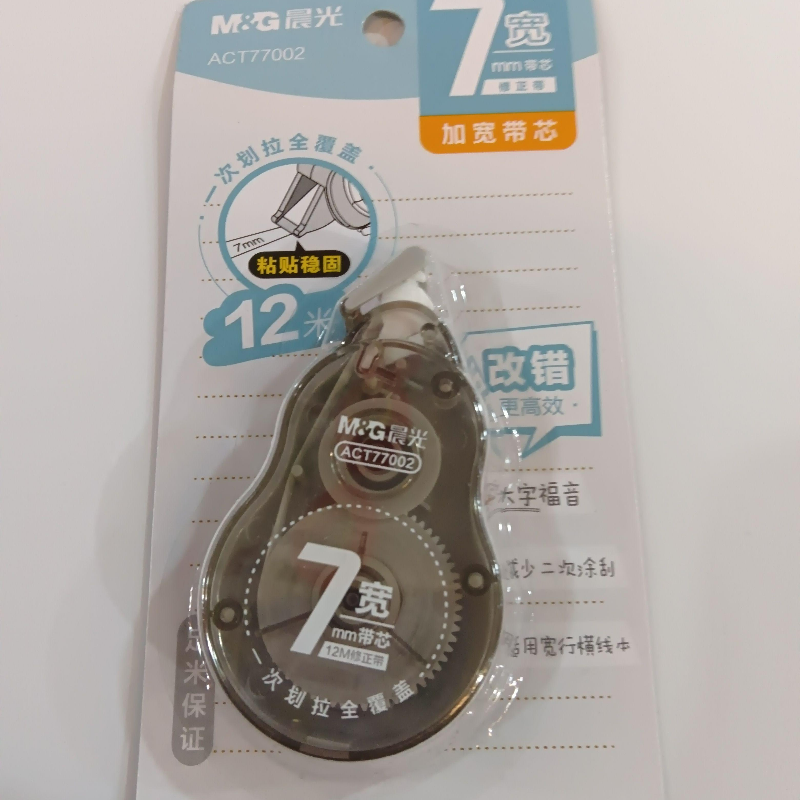 M&G晨光
ACT77002
7宽
mm带芯
修正带
加宽带芯
一次划拉全覆盖
7mm
粘贴稳固
12米
改错
更高效
大字福音
减少二次涂刮
适用宽行横线本
M&G晨光
ACT77002
7宽
mm带芯
12M修正带
一次划拉全覆盖
足米保证